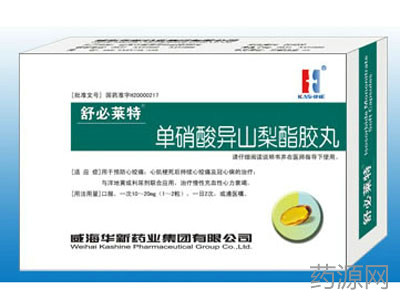 KASHINE
[批准文号] 国药准字H20000217
舒必莱特
单硝酸异山梨酯胶丸
请仔细阅读说明书并在医师指导下使用。
[适应症]用于预防心绞痛,心肌梗死后持续心绞痛及冠心病的治疗;
与洋地黄或利尿剂联合应用,治疗慢性充血性心力衰竭。
[用法用量]口服,一次10~20mg(1~2粒),一日2次,或遵医嘱。
威海华新药业集团有限公司
Weihai Kashine Pharmaceutical Group Co.,Ltd.
Isosorbide Mononitrate
Soft Capsules
药源网